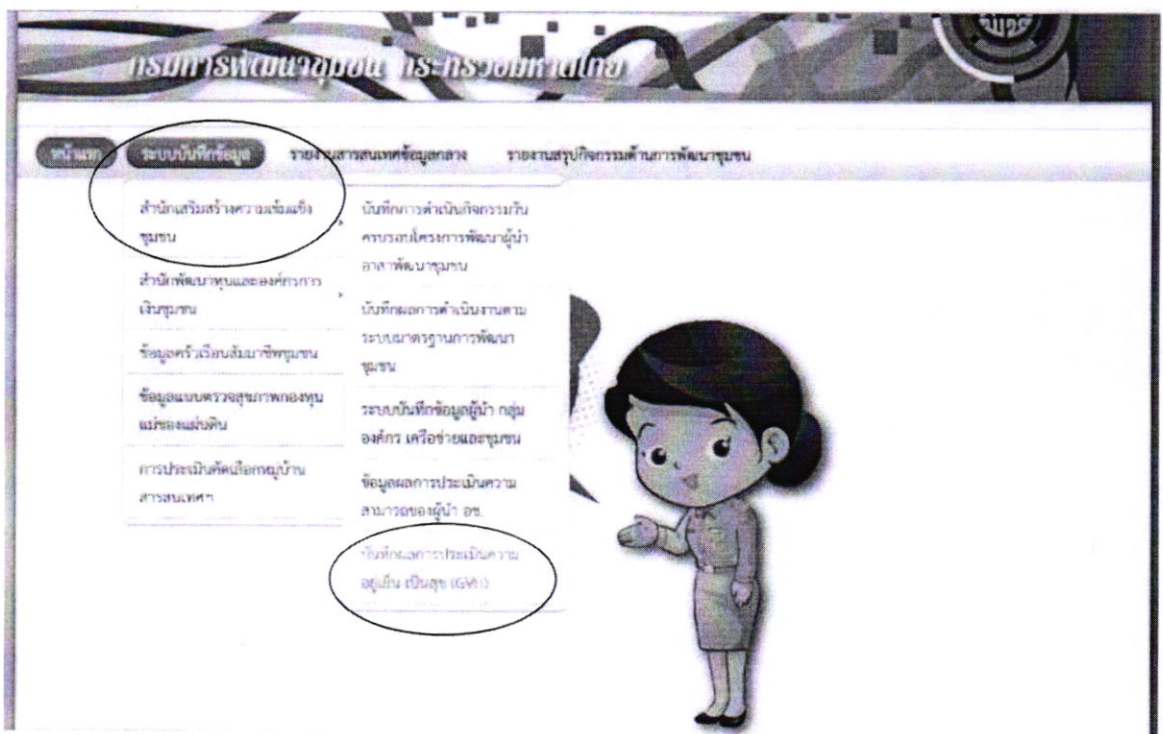 กรมการพัฒนาชุมชน กระทรวงมหาดไทย
หน้าแรก ระบบบันทึกข้อมูล รายงานสารสนเทศข้อมูลกลาง รายงานสรุปกิจกรรมด้านการพัฒนาชุมชน
สำนักเสริมสร้างความเข้มแข็ง
ชุมชน
สำนักพัฒนาทุนและองค์กรการ
เงินชุมชน
ข้อมูลครัวเรือนสัมมาชีพชุมชน
ข้อมูลแบบตรวจสุขภาพกองทุน
แม่ของแผ่นดิน
การประเมินคัดเลือกหมู่บ้าน
สารสนเทศฯ
บันทึกการดำเนินกิจกรรมวัน
ครบรอบโครงการพัฒนาผู้นำ
อาสาพัฒนาชุมชน
บันทึกผลการดำเนินงานตาม
ระบบมาตรฐานการพัฒนา
ชุมชน
ระบบบันทึกข้อมูลผู้นำ กลุ่ม
องค์กร เครือข่ายและชุมชน
ข้อมูลผลการประเมินความ
สามารถของผู้นำ อช.
บันทึกผลการประเมินความ
อยู่เย็น เป็นสุข (GVH)